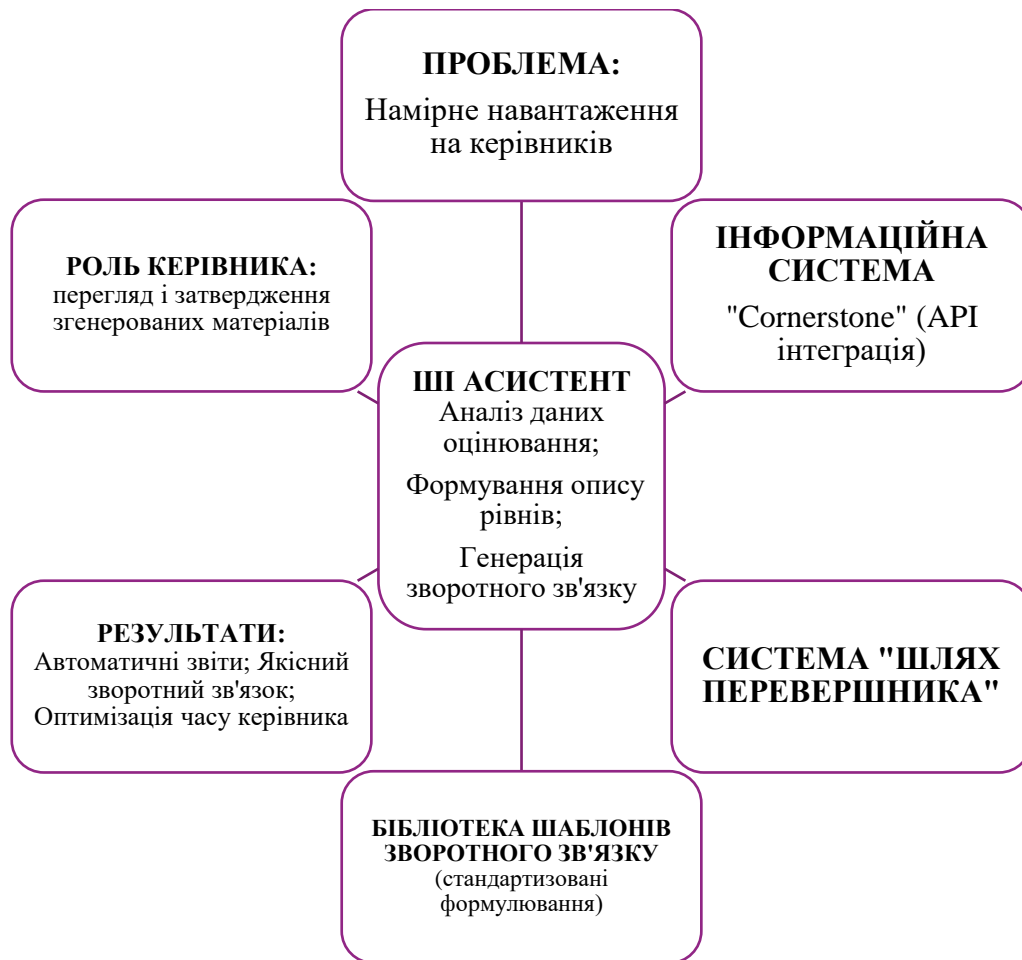 ПРОБЛЕМА:
Намірне навантаження
на керівників
РОЛЬ КЕРІВНИКА:
перегляд і затвердження
згенерованих матеріалів
ІНФОРМАЦІЙНА
СИСТЕМА
"Cornerstone" (API
інтеграція)
ШІ АСИСТЕНТ
Аналіз даних
оцінювання;
Формування опису
рівнів;
Генерація
зворотного зв'язку
РЕЗУЛЬТАТИ:
Автоматичні звіти; Якісний
зворотний зв'язок;
Оптимізація часу керівника
СИСТЕМА "ШЛЯХ
ПЕРЕВЕРШНИКА"
БІБЛІОТЕКА ШАБЛОНІВ
ЗВОРОТНОГО ЗВ'ЯЗКУ
(стандартизовані
формулювання)